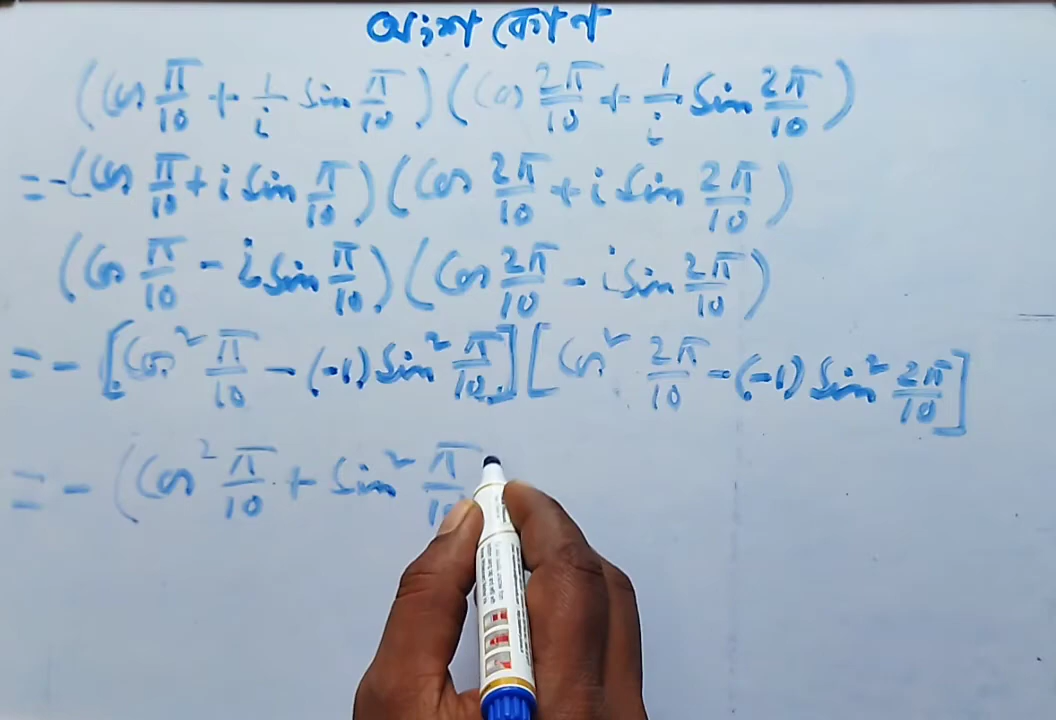 অংশ কোণ
(Cos π/10 + 1/i Sin π/10) (Cos 2π/10 + 1/i Sin 2π/10)
= -(Cos π/10 + i Sin π/10) (Cos 2π/10 + i Sin 2π/10)
(Cos π/10 - i Sin π/10) (Cos 2π/10 - i Sin 2π/10)
= - [Cos² π/10 - (-1) Sin² π/10] [Cos² 2π/10 - (-1) Sin² 2π/10]
= - (Cos² π/10 + Sin² π/10